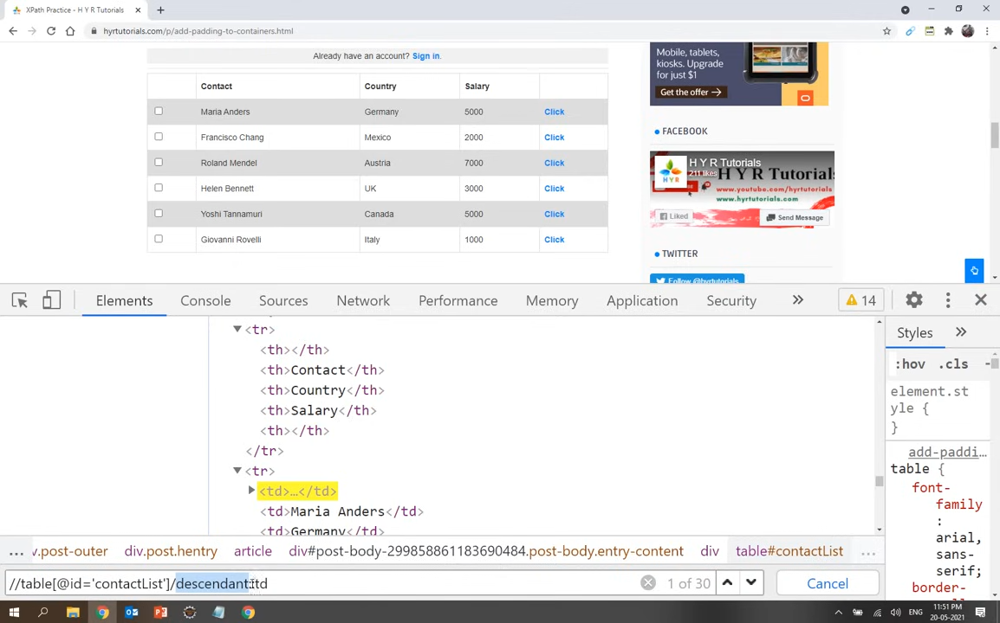 XPath Practice - H Y R Tutorials
hyrtutorials.com/p/add-padding-to-containers.html
Already have an account? Sign in.
Contact Country Salary
Maria Anders Germany 5000 Click
Francisco Chang Mexico 2000 Click
Roland Mendel Austria 7000 Click
Helen Bennett UK 3000 Click
Yoshi Tannamuri Canada 5000 Click
Giovanni Rovelli Italy 1000 Click
Mobile, tablets,
kiosks. Upgrade
for just $1
Get the offer →
FACEBOOK
H Y R Tutorials
211 likes
H Y R Tutorials
www.youtube.com/hyrtutorials
www.hyrtutorials.com
HYR
Liked Send Message
TWITTER
Follow @hyrtutorials
Elements Console Sources Network Performance Memory Application Security » 14
<tr>
<th></th>
<th>Contact</th>
<th>Country</th>
<th>Salary</th>
<th></th>
</tr>
<tr>
<td>…</td>
<td>Maria Anders</td>
<td>Germany</td>
Styles »
:hov .cls
element.st
yle {
}
add-paddi…
table {
font-
family
:
arial,
sans-
serif;
border-
... v.post-outer div.post.hentry article div#post-body-299858861183690484.post-body.entry-content div table#contactList ...
//table[@id='contactList']/descendant::td 1 of 30 Cancel
ENG 11:51 PM
20-05-2021